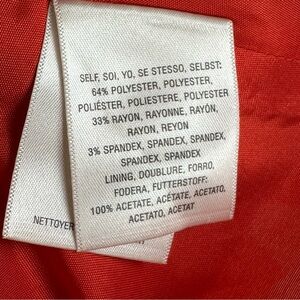 SELF, SOI, YO, SE STESSO, SELBST:
64% POLYESTER, POLYESTER,
POLIÉSTER, POLIESTERE, POLYESTER
33% RAYON, RAYONNE, RAYÓN,
RAYON, REYON
3% SPANDEX, SPANDEX, SPANDEX,
SPANDEX, SPANDEX
LINING, DOUBLURE, FORRO,
FODERA, FUTTERSTOFF:
100% ACETATE, ACÉTATE, ACETATO,
ACETATO, ACETAT
NETTOYER